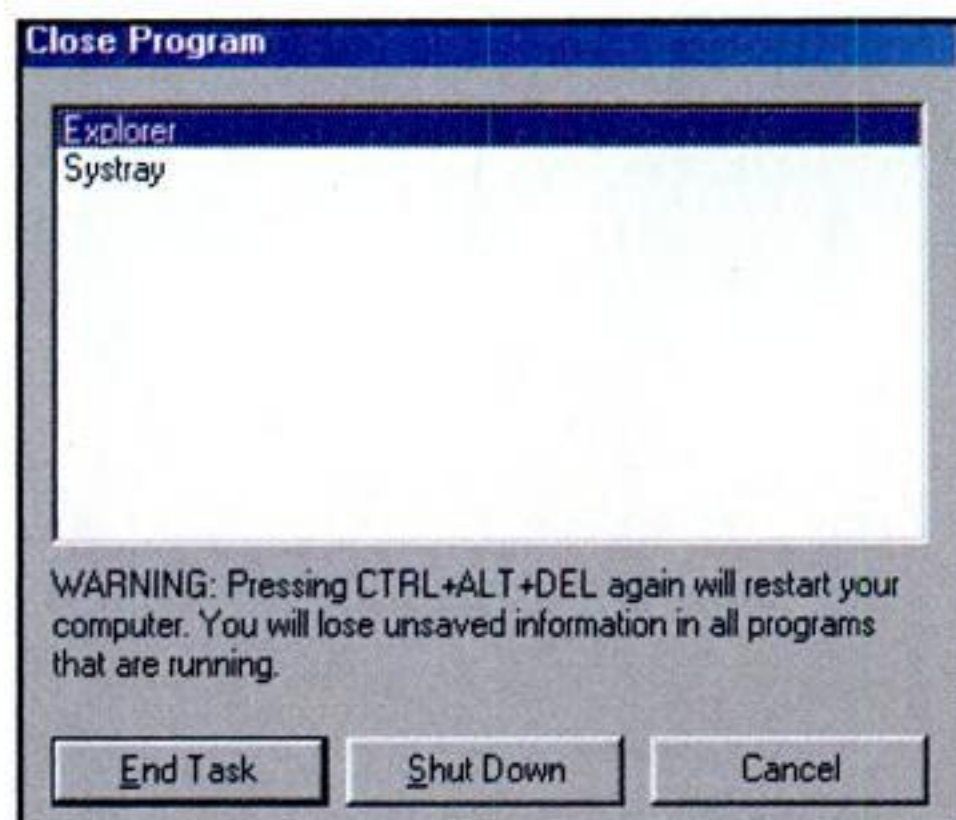 Close Program
Explorer
Systray
WARNING: Pressing CTRL+ALT+DEL again will restart your
computer. You will lose unsaved information in all programs
that are running.
End Task
Shut Down
Cancel